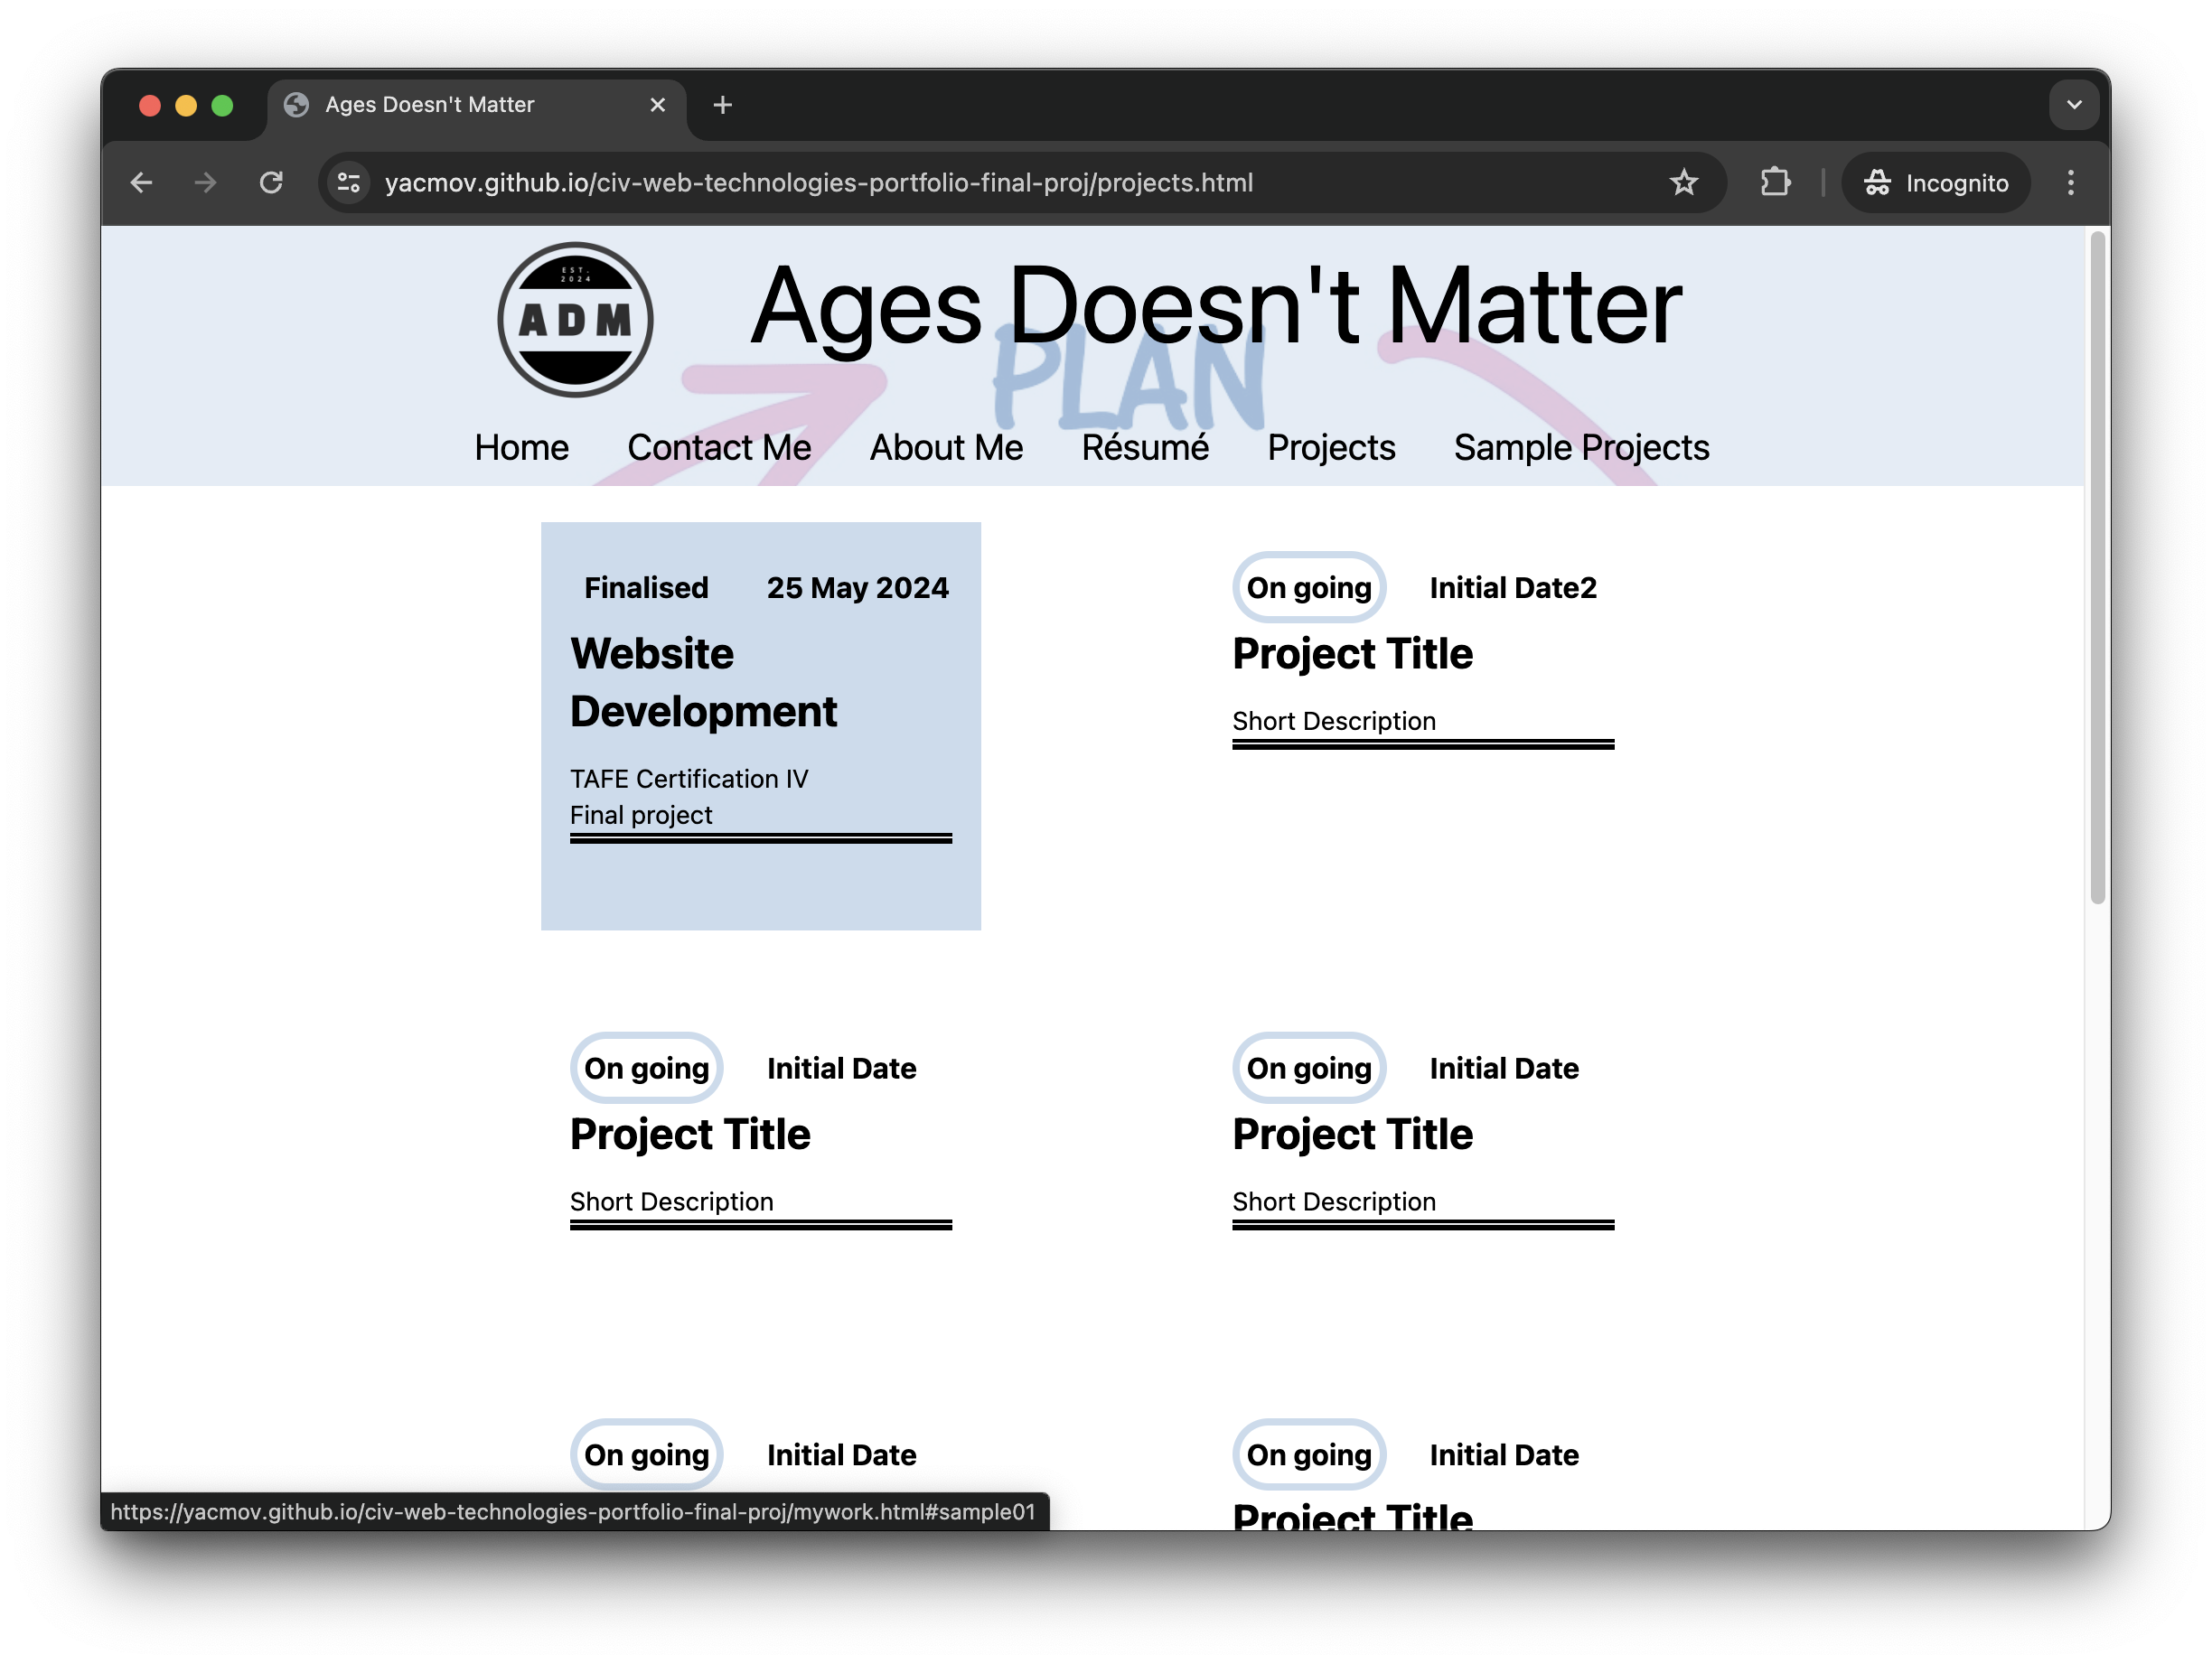 Ages Doesn't Matter
yacmov.github.io/civ-web-technologies-portfolio-final-proj/projects.html
Incognito
EST.
2024
ADM
Ages Doesn't Matter
PLAN
Home Contact Me About Me Résumé Projects Sample Projects
Finalised 25 May 2024
Website
Development
TAFE Certification IV
Final project
On going Initial Date2
Project Title
Short Description
On going Initial Date
Project Title
Short Description
On going Initial Date
Project Title
Short Description
On going Initial Date
On going Initial Date
Project Title
https://yacmov.github.io/civ-web-technologies-portfolio-final-proj/mywork.html#sample01